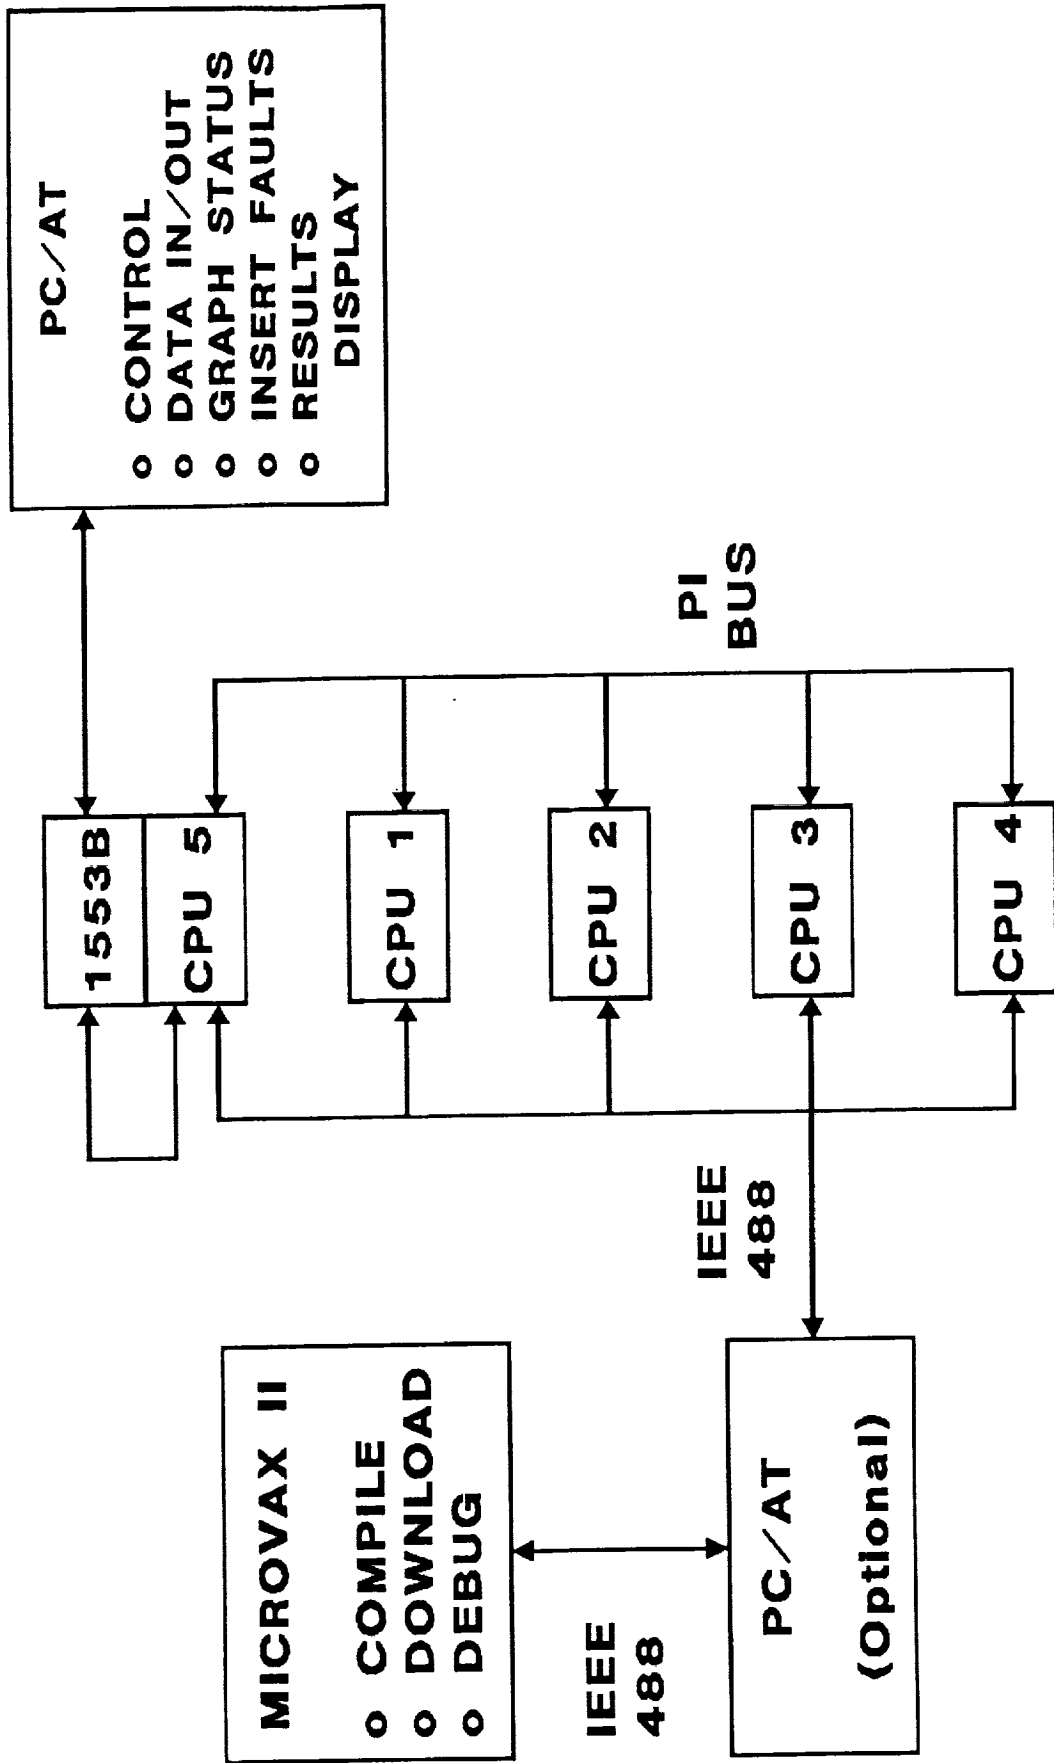 MICROVAX II
o COMPILE
o DOWNLOAD
o DEBUG
IEEE
488
PC/AT
(Optional)
IEEE
488
1553B
CPU 5
CPU 1
CPU 2
CPU 3
CPU 4
PI
BUS
PC/AT
o CONTROL
o DATA IN/OUT
o GRAPH STATUS
o INSERT FAULTS
o RESULTS
DISPLAY